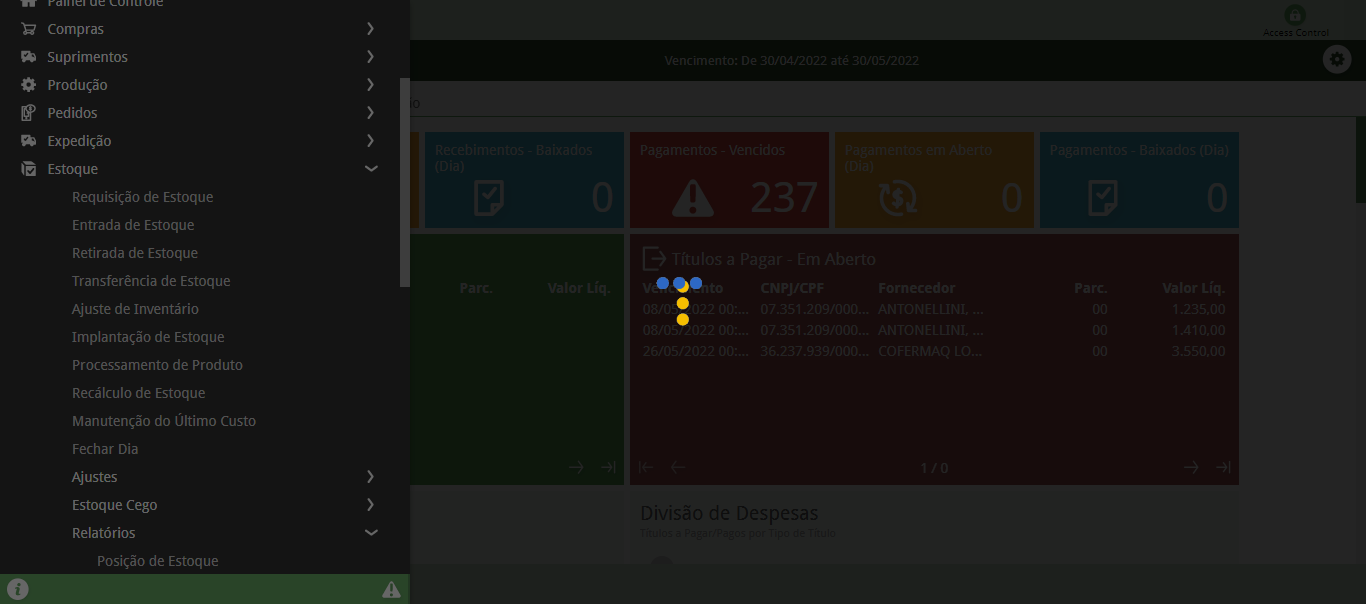 Painel de Controle
Compras
Suprimentos
Produção
Pedidos
Expedição
Estoque
Requisição de Estoque
Entrada de Estoque
Retirada de Estoque
Transferência de Estoque
Ajuste de Inventário
Implantação de Estoque
Processamento de Produto
Recálculo de Estoque
Manutenção do Último Custo
Fechar Dia
Ajustes
Estoque Cego
Relatórios
Posição de Estoque
Access Control
Vencimento: De 30/04/2022 até 30/05/2022
Recebimentos - Baixados
(Dia)
0
Pagamentos - Vencidos
237
Pagamentos em Aberto
(Dia)
0
Pagamentos - Baixados (Dia)
0
Parc. Valor Líq.
Títulos a Pagar - Em Aberto
Vencimento CNPJ/CPF Fornecedor Parc. Valor Líq.
08/05/2022 00:... 07.351.209/000... ANTONELLINI, ... 00 1.235,00
08/05/2022 00:... 07.351.209/000... ANTONELLINI, ... 00 1.410,00
26/05/2022 00:... 36.237.939/000... COFERMAQ LO... 00 3.550,00
1 / 0
Divisão de Despesas
Títulos a Pagar/Pagos por Tipo de Título